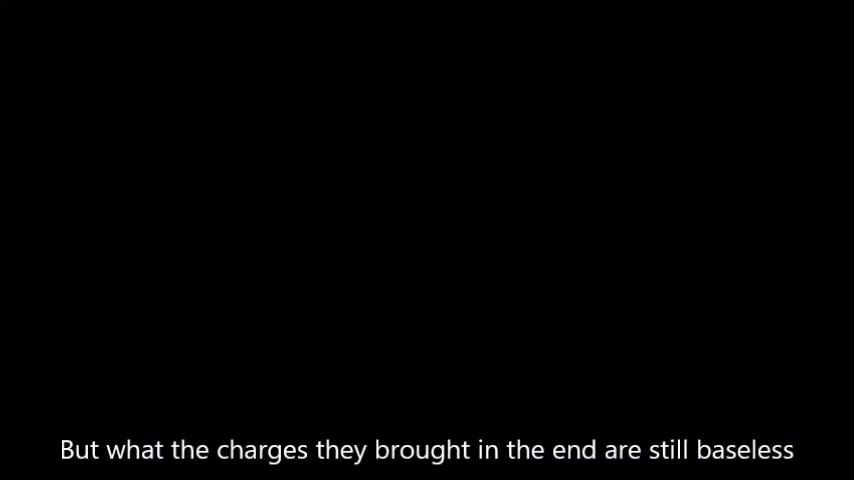 But what the charges they brought in the end are still baseless